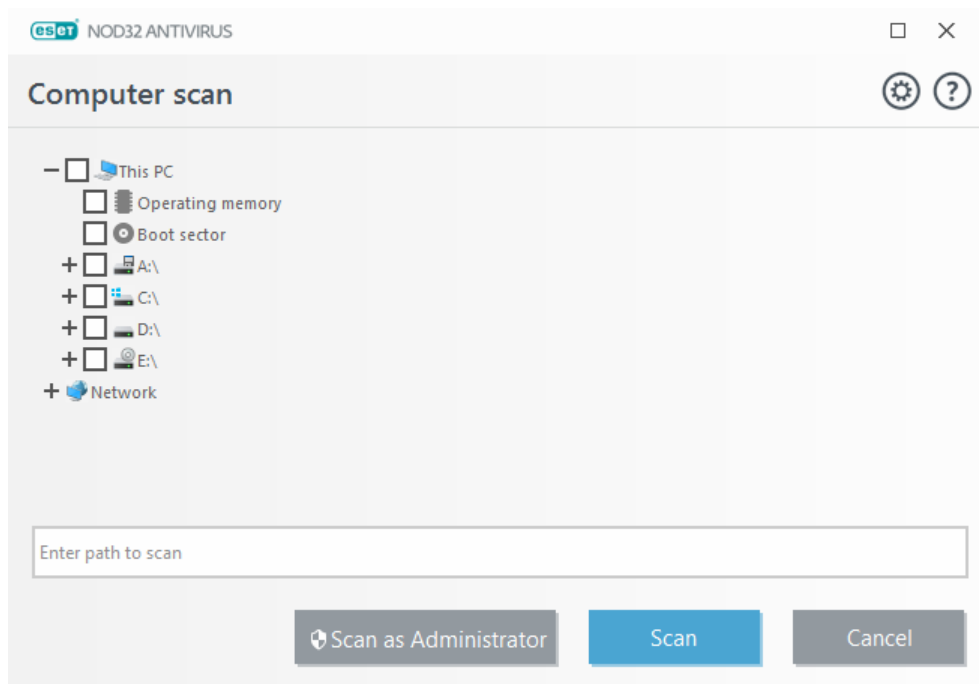 eset NOD32 ANTIVIRUS
Computer scan
This PC
Operating memory
Boot sector
A:\
C:\
D:\
E:\
Network
Enter path to scan
Scan as Administrator Scan Cancel